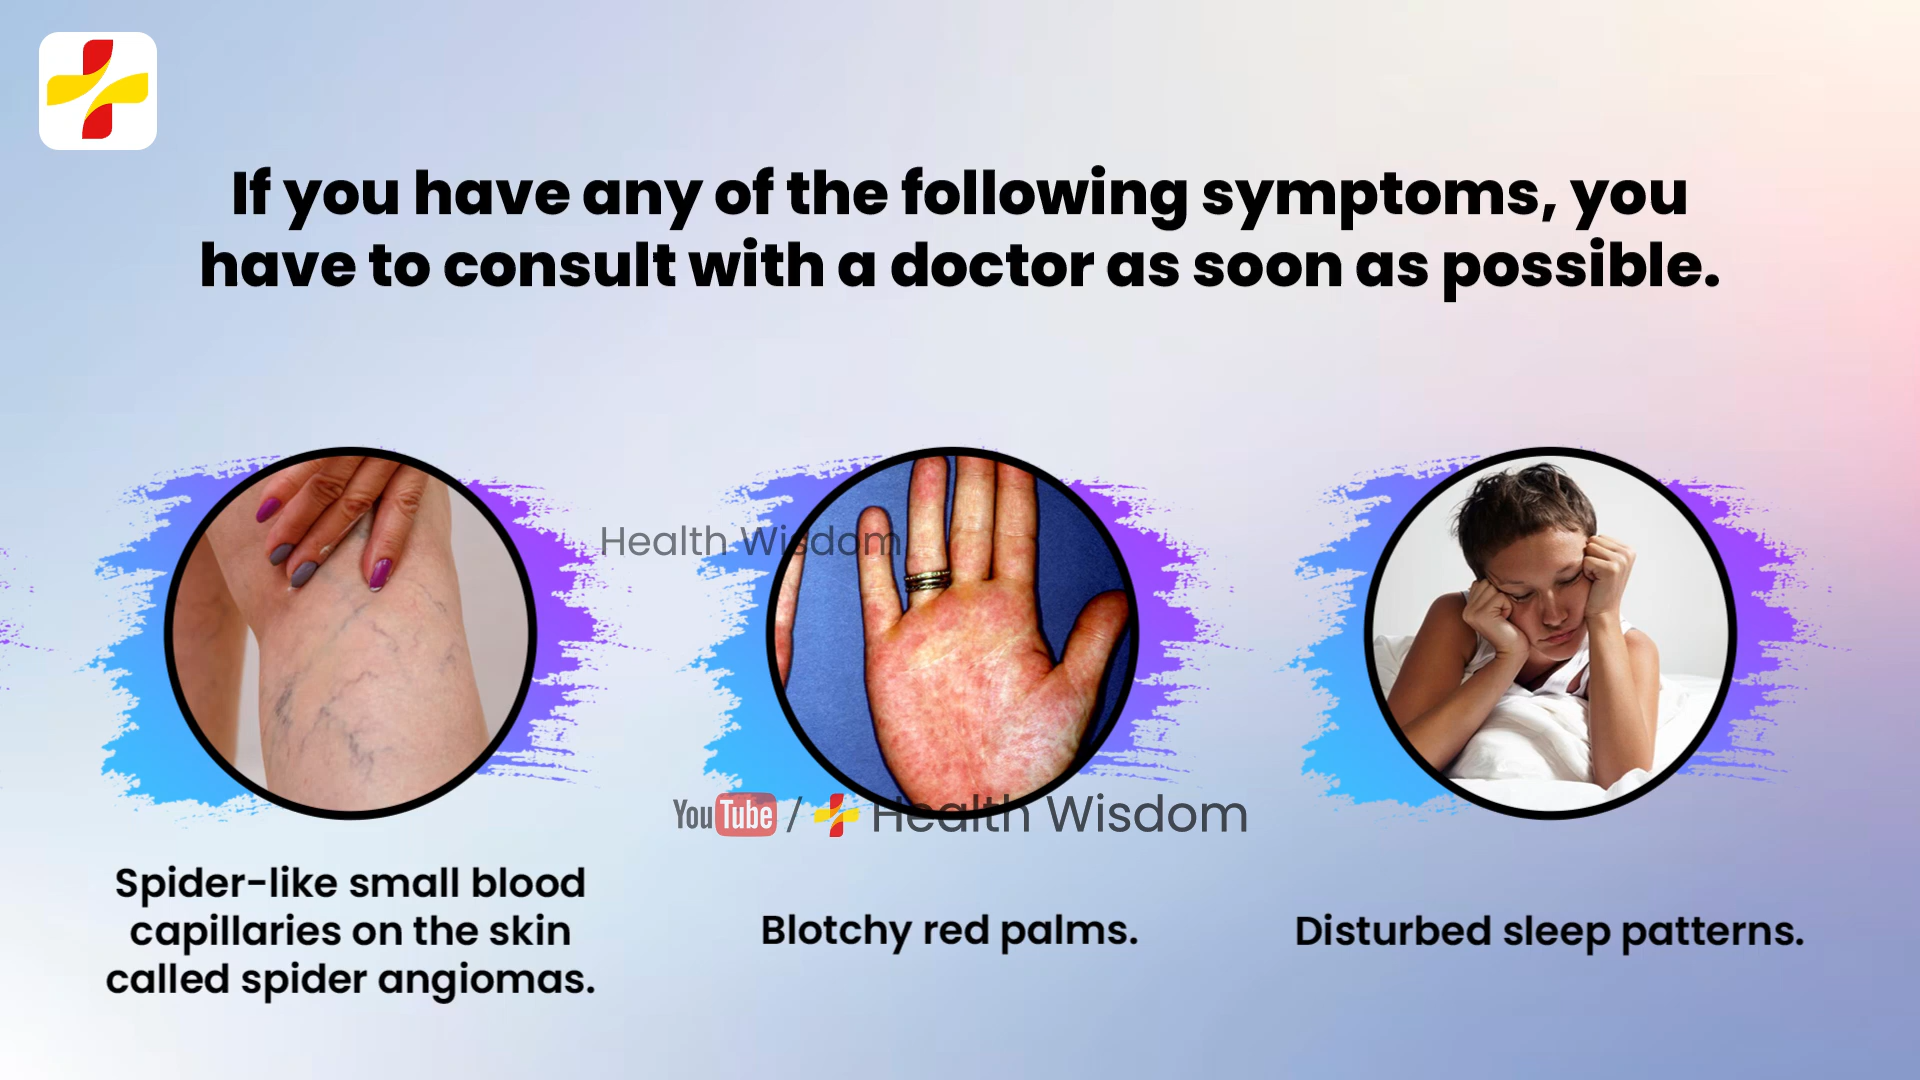 If you have any of the following symptoms, you
have to consult with a doctor as soon as possible.
Health Wisdom
YouTube / Health Wisdom
Spider-like small blood
capillaries on the skin
called spider angiomas.
Blotchy red palms.
Disturbed sleep patterns.